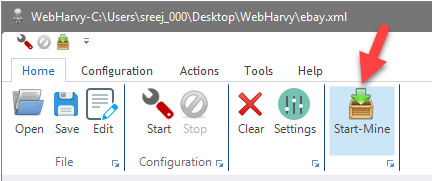 WebHarvy-C:\Users\sreej_000\Desktop\WebHarvy\ebay.xml
Home Configuration Actions Tools Help
Open Save Edit Start Stop Clear Settings Start-Mine
File Configuration